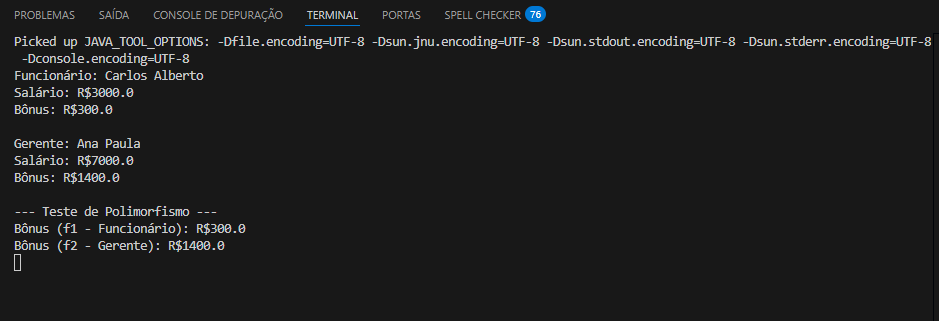 PROBLEMAS SAÍDA CONSOLE DE DEPURAÇÃO TERMINAL PORTAS SPELL CHECKER 76
Picked up JAVA_TOOL_OPTIONS: -Dfile.encoding=UTF-8 -Dsun.jnu.encoding=UTF-8 -Dsun.stdout.encoding=UTF-8 -Dsun.stderr.encoding=UTF-8
-Dconsole.encoding=UTF-8
Funcionário: Carlos Alberto
Salário: R$3000.0
Bônus: R$300.0
Gerente: Ana Paula
Salário: R$7000.0
Bônus: R$1400.0
--- Teste de Polimorfismo ---
Bônus (f1 - Funcionário): R$300.0
Bônus (f2 - Gerente): R$1400.0